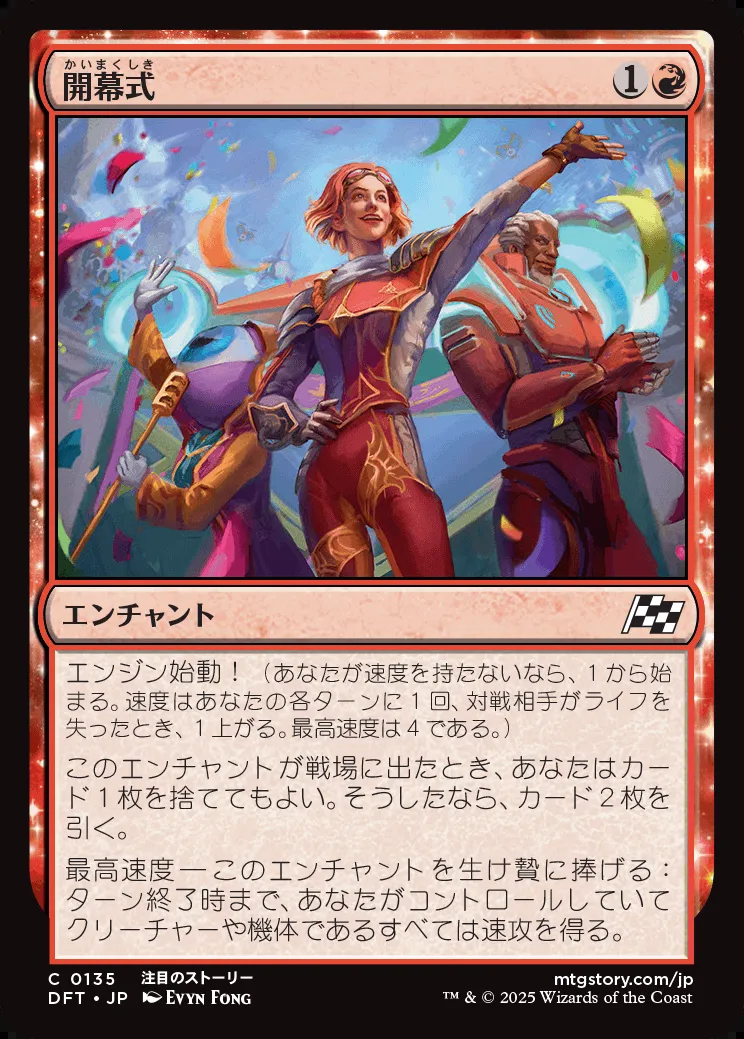 かいまくしき
開幕式
1
エンチャント
エンジン始動！（あなたが速度を持たないなら、１から始
まる。速度はあなたの各ターンに１回、対戦相手がライフを
失ったとき、１上がる。最高速度は４である。）
このエンチャントが戦場に出たとき、あなたはカー
ド１枚を捨ててもよい。そうしたなら、カード２枚を
引く。
最高速度 ― このエンチャントを生け贄に捧げる：
ターン終了時まで、あなたがコントロールしていて
クリーチャーや機体であるすべては速攻を得る。
C 0135 注目のストーリー mtgstory.com/jp
DFT • JP Evyn Fong ™ & © 2025 Wizards of the Coast